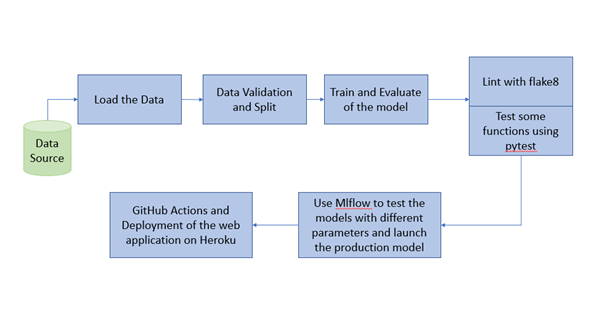 Data
Source
Load the Data
Data Validation
and Split
Train and Evaluate
of the model
Lint with flake8
Test some
functions using
pytest
Use Mlflow to test the
models with different
parameters and launch
the production model
GitHub Actions and
Deployment of the web
application on Heroku